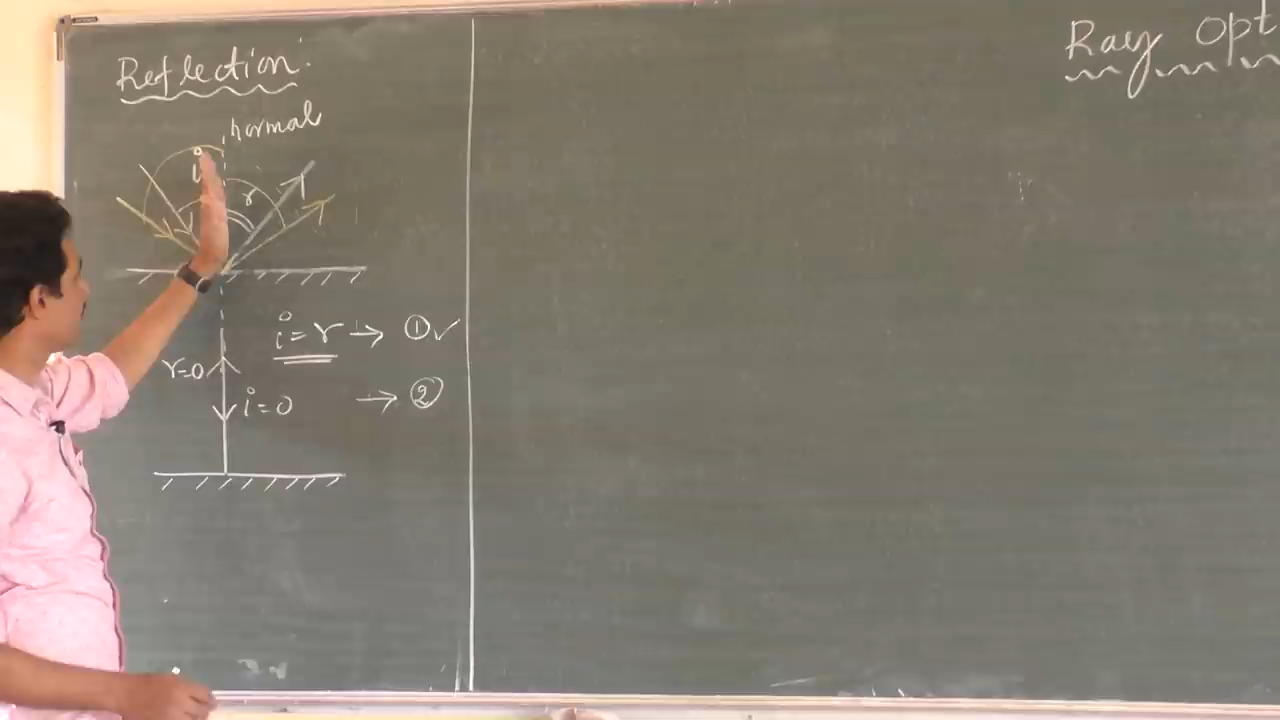 Reflection:
normal
i
r
i = r → ① ✓
r=0
i = 0 → ②
Ray Opt